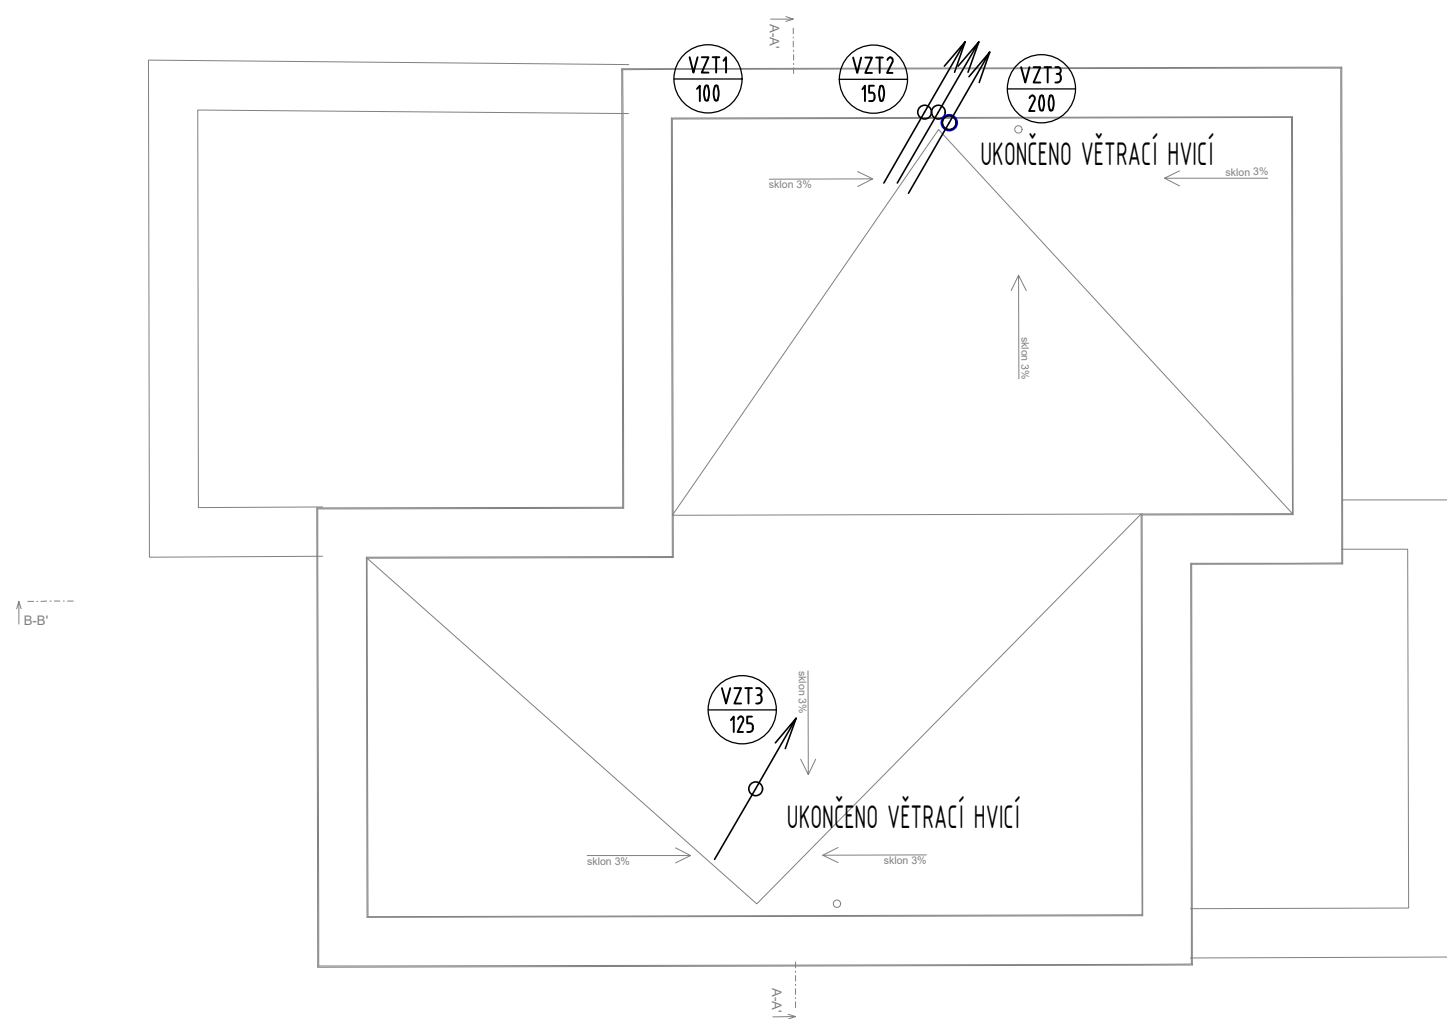 A-A'
VZT1
100
VZT2
150
VZT3
200
UKONČENO VĚTRACÍ HVICÍ
sklon 3%
sklon 3%
sklon 3%
B-B'
VZT3
125
sklon 3%
UKONČENO VĚTRACÍ HVICÍ
sklon 3%
sklon 3%
A-A'